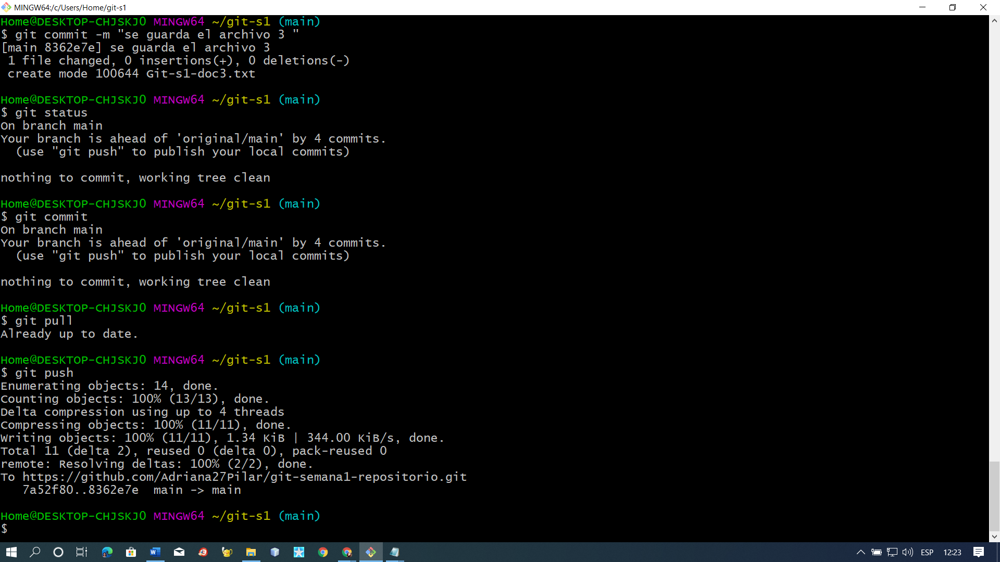 MINGW64:/c/Users/Home/git-s1
Home@DESKTOP-CHJSKJ0 MINGW64 ~/git-s1 (main)
$ git commit -m "se guarda el archivo 3 "
[main 8362e7e] se guarda el archivo 3
 1 file changed, 0 insertions(+), 0 deletions(-)
 create mode 100644 Git-s1-doc3.txt
Home@DESKTOP-CHJSKJ0 MINGW64 ~/git-s1 (main)
$ git status
On branch main
Your branch is ahead of 'original/main' by 4 commits.
  (use "git push" to publish your local commits)
nothing to commit, working tree clean
Home@DESKTOP-CHJSKJ0 MINGW64 ~/git-s1 (main)
$ git commit
On branch main
Your branch is ahead of 'original/main' by 4 commits.
  (use "git push" to publish your local commits)
nothing to commit, working tree clean
Home@DESKTOP-CHJSKJ0 MINGW64 ~/git-s1 (main)
$ git pull
Already up to date.
Home@DESKTOP-CHJSKJ0 MINGW64 ~/git-s1 (main)
$ git push
Enumerating objects: 14, done.
Counting objects: 100% (13/13), done.
Delta compression using up to 4 threads
Compressing objects: 100% (11/11), done.
Writing objects: 100% (11/11), 1.34 KiB | 344.00 KiB/s, done.
Total 11 (delta 2), reused 0 (delta 0), pack-reused 0
remote: Resolving deltas: 100% (2/2), done.
To https://github.com/Adriana27Pilar/git-semana1-repositorio.git
   7a52f80..8362e7e  main -> main
Home@DESKTOP-CHJSKJ0 MINGW64 ~/git-s1 (main)
$
ESP 12:23